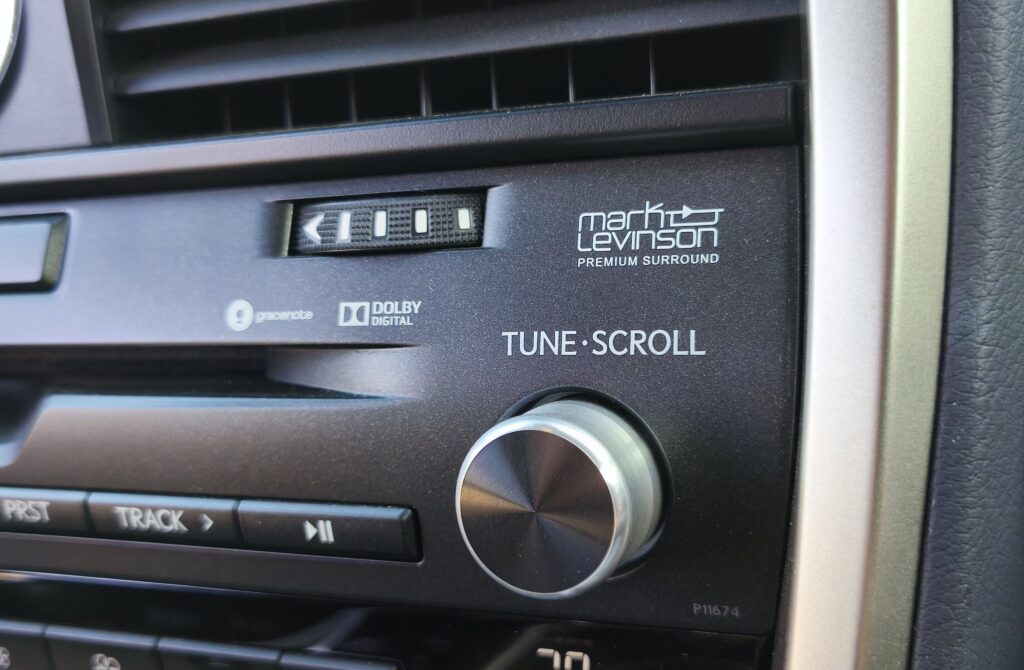 mark
Levinson
PREMIUM SURROUND
gracenote
DOLBY
DIGITAL
TUNE · SCROLL
PRST
TRACK >
P11674